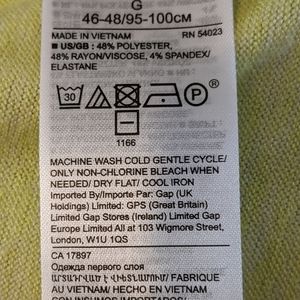 G
46-48/95-100CM
MADE IN VIETNAM RN 54023
■ US/GB : 48% POLYESTER,
48% RAYON/VISCOSE, 4% SPANDEX/
ELASTANE
30
1166
MACHINE WASH COLD GENTLE CYCLE/
ONLY NON-CHLORINE BLEACH WHEN
NEEDED/ DRY FLAT/ COOL IRON
Imported By/Importe Par: Gap (UK
Holdings) Limited: GPS (Great Britain)
Limited Gap Stores (Ireland) Limited Gap
Europe Limited All at 103 Wigmore Street,
London, W1U 1QS
CA 17897
Одежда первого слоя
ԱՐՏԱԴՐՎԱԾ Է ՎԻԵՏՆԱՄՈՒՄ / FABRIQUE
AU VIETNAM/ HECHO EN VIETNAM